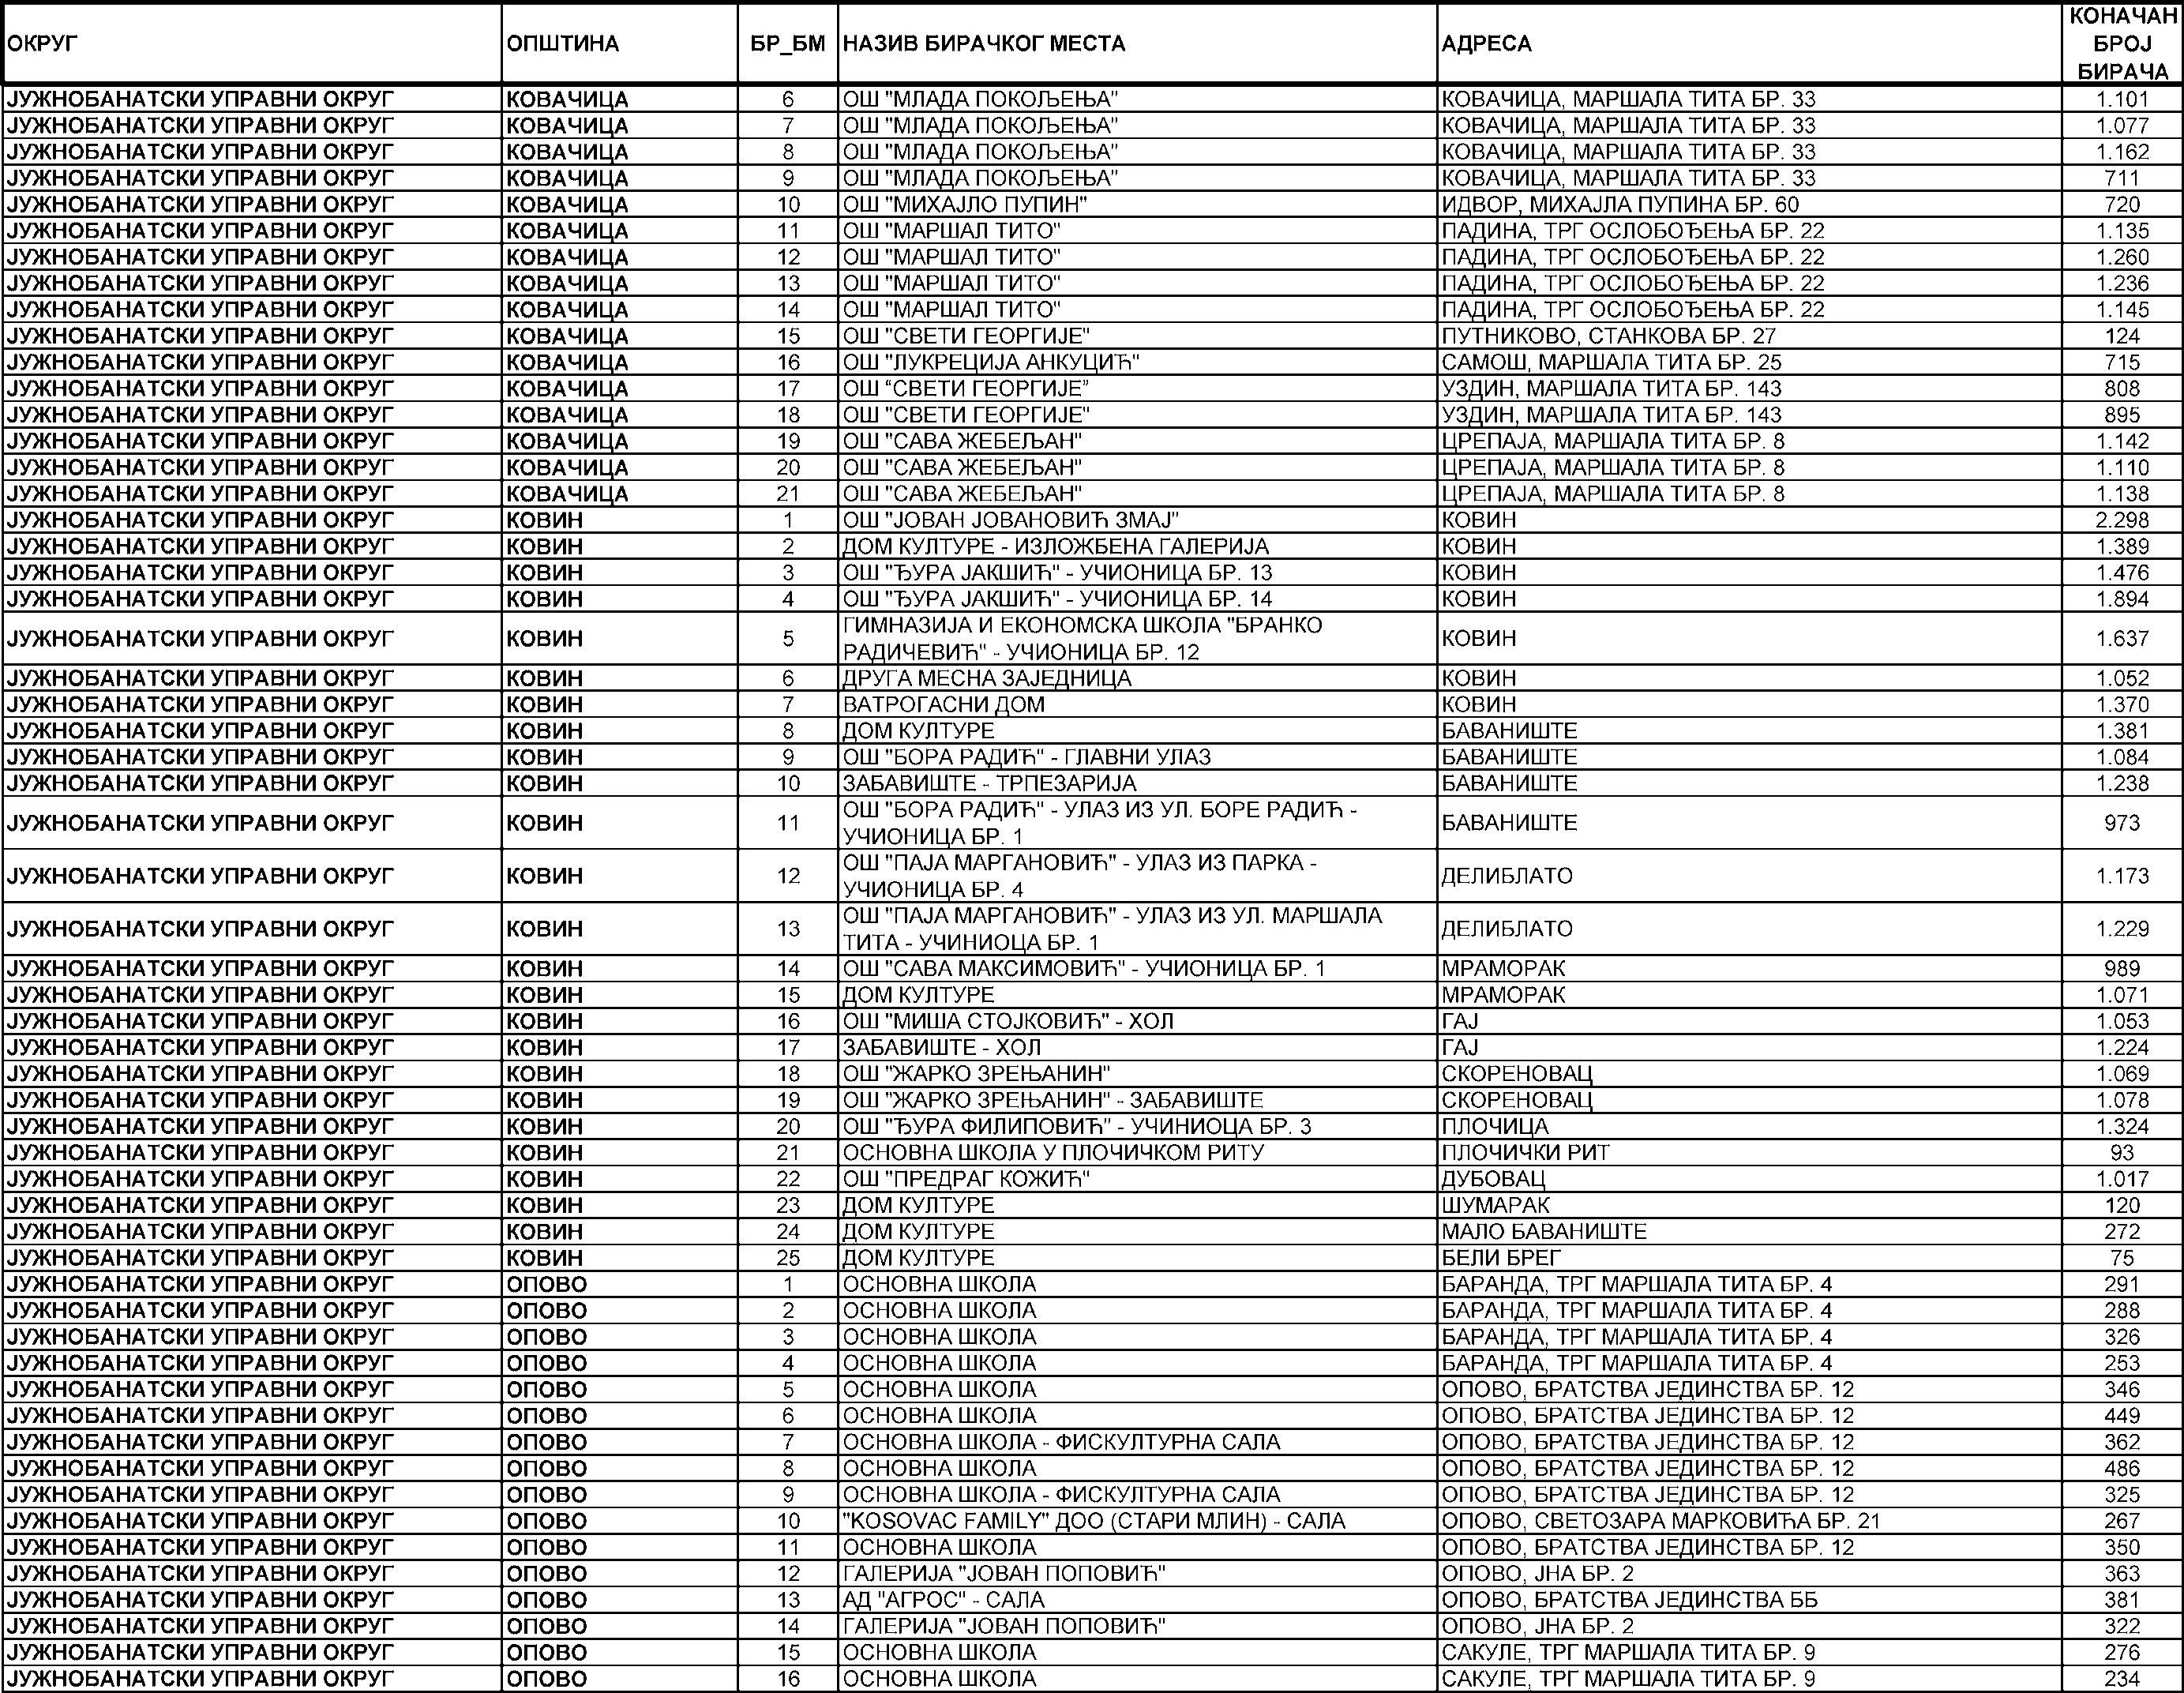 ОКРУГ ОПШТИНА БР_БМ НАЗИВ БИРАЧКОГ МЕСТА АДРЕСА КОНАЧАН БРОЈ БИРАЧА
ЈУЖНОБАНАТСКИ УПРАВНИ ОКРУГ КОВАЧИЦА 6 ОШ "МЛАДА ПОКОЉЕЊА" КОВАЧИЦА, МАРШАЛА ТИТА БР. 33 1.101
ЈУЖНОБАНАТСКИ УПРАВНИ ОКРУГ КОВАЧИЦА 7 ОШ "МЛАДА ПОКОЉЕЊА" КОВАЧИЦА, МАРШАЛА ТИТА БР. 33 1.077
ЈУЖНОБАНАТСКИ УПРАВНИ ОКРУГ КОВАЧИЦА 8 ОШ "МЛАДА ПОКОЉЕЊА" КОВАЧИЦА, МАРШАЛА ТИТА БР. 33 1.162
ЈУЖНОБАНАТСКИ УПРАВНИ ОКРУГ КОВАЧИЦА 9 ОШ "МЛАДА ПОКОЉЕЊА" КОВАЧИЦА, МАРШАЛА ТИТА БР. 33 711
ЈУЖНОБАНАТСКИ УПРАВНИ ОКРУГ КОВАЧИЦА 10 ОШ "МИХАЈЛО ПУПИН" ИДВОР, МИХАЈЛА ПУПИНА БР. 60 720
ЈУЖНОБАНАТСКИ УПРАВНИ ОКРУГ КОВАЧИЦА 11 ОШ "МАРШАЛ ТИТО" ПАДИНА, ТРГ ОСЛОБОЂЕЊА БР. 22 1.135
ЈУЖНОБАНАТСКИ УПРАВНИ ОКРУГ КОВАЧИЦА 12 ОШ "МАРШАЛ ТИТО" ПАДИНА, ТРГ ОСЛОБОЂЕЊА БР. 22 1.260
ЈУЖНОБАНАТСКИ УПРАВНИ ОКРУГ КОВАЧИЦА 13 ОШ "МАРШАЛ ТИТО" ПАДИНА, ТРГ ОСЛОБОЂЕЊА БР. 22 1.236
ЈУЖНОБАНАТСКИ УПРАВНИ ОКРУГ КОВАЧИЦА 14 ОШ "МАРШАЛ ТИТО" ПАДИНА, ТРГ ОСЛОБОЂЕЊА БР. 22 1.145
ЈУЖНОБАНАТСКИ УПРАВНИ ОКРУГ КОВАЧИЦА 15 ОШ "СВЕТИ ГЕОРГИЈЕ" ПУТНИКОВО, СТАНКОВА БР. 27 124
ЈУЖНОБАНАТСКИ УПРАВНИ ОКРУГ КОВАЧИЦА 16 ОШ "ЛУКРЕЦИЈА АНКУЦИЋ" САМОШ, МАРШАЛА ТИТА БР. 25 715
ЈУЖНОБАНАТСКИ УПРАВНИ ОКРУГ КОВАЧИЦА 17 ОШ “СВЕТИ ГЕОРГИЈЕ” УЗДИН, МАРШАЛА ТИТА БР. 143 808
ЈУЖНОБАНАТСКИ УПРАВНИ ОКРУГ КОВАЧИЦА 18 ОШ "СВЕТИ ГЕОРГИЈЕ" УЗДИН, МАРШАЛА ТИТА БР. 143 895
ЈУЖНОБАНАТСКИ УПРАВНИ ОКРУГ КОВАЧИЦА 19 ОШ "САВА ЖЕБЕЉАН" ЦРЕПАЈА, МАРШАЛА ТИТА БР. 8 1.142
ЈУЖНОБАНАТСКИ УПРАВНИ ОКРУГ КОВАЧИЦА 20 ОШ "САВА ЖЕБЕЉАН" ЦРЕПАЈА, МАРШАЛА ТИТА БР. 8 1.110
ЈУЖНОБАНАТСКИ УПРАВНИ ОКРУГ КОВАЧИЦА 21 ОШ "САВА ЖЕБЕЉАН" ЦРЕПАЈА, МАРШАЛА ТИТА БР. 8 1.138
ЈУЖНОБАНАТСКИ УПРАВНИ ОКРУГ КОВИН 1 ОШ "ЈОВАН ЈОВАНОВИЋ ЗМАЈ" КОВИН 2.298
ЈУЖНОБАНАТСКИ УПРАВНИ ОКРУГ КОВИН 2 ДОМ КУЛТУРЕ - ИЗЛОЖБЕНА ГАЛЕРИЈА КОВИН 1.389
ЈУЖНОБАНАТСКИ УПРАВНИ ОКРУГ КОВИН 3 ОШ "ЂУРА ЈАКШИЋ" - УЧИОНИЦА БР. 13 КОВИН 1.476
ЈУЖНОБАНАТСКИ УПРАВНИ ОКРУГ КОВИН 4 ОШ "ЂУРА ЈАКШИЋ" - УЧИОНИЦА БР. 14 КОВИН 1.894
ЈУЖНОБАНАТСКИ УПРАВНИ ОКРУГ КОВИН 5 ГИМНАЗИЈА И ЕКОНОМСКА ШКОЛА "БРАНКО
РАДИЧЕВИЋ" - УЧИОНИЦА БР. 12 КОВИН 1.637
ЈУЖНОБАНАТСКИ УПРАВНИ ОКРУГ КОВИН 6 ДРУГА МЕСНА ЗАЈЕДНИЦА КОВИН 1.052
ЈУЖНОБАНАТСКИ УПРАВНИ ОКРУГ КОВИН 7 ВАТРОГАСНИ ДОМ КОВИН 1.370
ЈУЖНОБАНАТСКИ УПРАВНИ ОКРУГ КОВИН 8 ДОМ КУЛТУРЕ БАВАНИШТЕ 1.381
ЈУЖНОБАНАТСКИ УПРАВНИ ОКРУГ КОВИН 9 ОШ "БОРА РАДИЋ" - ГЛАВНИ УЛАЗ БАВАНИШТЕ 1.084
ЈУЖНОБАНАТСКИ УПРАВНИ ОКРУГ КОВИН 10 ЗАБАВИШТЕ - ТРПЕЗАРИЈА БАВАНИШТЕ 1.238
ЈУЖНОБАНАТСКИ УПРАВНИ ОКРУГ КОВИН 11 ОШ "БОРА РАДИЋ" - УЛАЗ ИЗ УЛ. БОРЕ РАДИЋ -
УЧИОНИЦА БР. 1 БАВАНИШТЕ 973
ЈУЖНОБАНАТСКИ УПРАВНИ ОКРУГ КОВИН 12 ОШ "ПАЈА МАРГАНОВИЋ" - УЛАЗ ИЗ ПАРКА -
УЧИОНИЦА БР. 4 ДЕЛИБЛАТО 1.173
ЈУЖНОБАНАТСКИ УПРАВНИ ОКРУГ КОВИН 13 ОШ "ПАЈА МАРГАНОВИЋ" - УЛАЗ ИЗ УЛ. МАРШАЛА
ТИТА - УЧИНИОЦА БР. 1 ДЕЛИБЛАТО 1.229
ЈУЖНОБАНАТСКИ УПРАВНИ ОКРУГ КОВИН 14 ОШ "САВА МАКСИМОВИЋ" - УЧИОНИЦА БР. 1 МРАМОРАК 989
ЈУЖНОБАНАТСКИ УПРАВНИ ОКРУГ КОВИН 15 ДОМ КУЛТУРЕ МРАМОРАК 1.071
ЈУЖНОБАНАТСКИ УПРАВНИ ОКРУГ КОВИН 16 ОШ "МИША СТОЈКОВИЋ" - ХОЛ ГАЈ 1.053
ЈУЖНОБАНАТСКИ УПРАВНИ ОКРУГ КОВИН 17 ЗАБАВИШТЕ - ХОЛ ГАЈ 1.224
ЈУЖНОБАНАТСКИ УПРАВНИ ОКРУГ КОВИН 18 ОШ "ЖАРКО ЗРЕЊАНИН" СКОРЕНОВАЦ 1.069
ЈУЖНОБАНАТСКИ УПРАВНИ ОКРУГ КОВИН 19 ОШ "ЖАРКО ЗРЕЊАНИН" - ЗАБАВИШТЕ СКОРЕНОВАЦ 1.078
ЈУЖНОБАНАТСКИ УПРАВНИ ОКРУГ КОВИН 20 ОШ "ЂУРА ФИЛИПОВИЋ" - УЧИНИОЦА БР. 3 ПЛОЧИЦА 1.324
ЈУЖНОБАНАТСКИ УПРАВНИ ОКРУГ КОВИН 21 ОСНОВНА ШКОЛА У ПЛОЧИЧКОМ РИТУ ПЛОЧИЧКИ РИТ 93
ЈУЖНОБАНАТСКИ УПРАВНИ ОКРУГ КОВИН 22 ОШ "ПРЕДРАГ КОЖИЋ" ДУБОВАЦ 1.017
ЈУЖНОБАНАТСКИ УПРАВНИ ОКРУГ КОВИН 23 ДОМ КУЛТУРЕ ШУМАРАК 120
ЈУЖНОБАНАТСКИ УПРАВНИ ОКРУГ КОВИН 24 ДОМ КУЛТУРЕ МАЛО БАВАНИШТЕ 272
ЈУЖНОБАНАТСКИ УПРАВНИ ОКРУГ КОВИН 25 ДОМ КУЛТУРЕ БЕЛИ БРЕГ 75
ЈУЖНОБАНАТСКИ УПРАВНИ ОКРУГ ОПОВО 1 ОСНОВНА ШКОЛА БАРАНДА, ТРГ МАРШАЛА ТИТА БР. 4 291
ЈУЖНОБАНАТСКИ УПРАВНИ ОКРУГ ОПОВО 2 ОСНОВНА ШКОЛА БАРАНДА, ТРГ МАРШАЛА ТИТА БР. 4 288
ЈУЖНОБАНАТСКИ УПРАВНИ ОКРУГ ОПОВО 3 ОСНОВНА ШКОЛА БАРАНДА, ТРГ МАРШАЛА ТИТА БР. 4 326
ЈУЖНОБАНАТСКИ УПРАВНИ ОКРУГ ОПОВО 4 ОСНОВНА ШКОЛА БАРАНДА, ТРГ МАРШАЛА ТИТА БР. 4 253
ЈУЖНОБАНАТСКИ УПРАВНИ ОКРУГ ОПОВО 5 ОСНОВНА ШКОЛА ОПОВО, БРАТСТВА ЈЕДИНСТВА БР. 12 346
ЈУЖНОБАНАТСКИ УПРАВНИ ОКРУГ ОПОВО 6 ОСНОВНА ШКОЛА ОПОВО, БРАТСТВА ЈЕДИНСТВА БР. 12 449
ЈУЖНОБАНАТСКИ УПРАВНИ ОКРУГ ОПОВО 7 ОСНОВНА ШКОЛА - ФИСКУЛТУРНА САЛА ОПОВО, БРАТСТВА ЈЕДИНСТВА БР. 12 362
ЈУЖНОБАНАТСКИ УПРАВНИ ОКРУГ ОПОВО 8 ОСНОВНА ШКОЛА ОПОВО, БРАТСТВА ЈЕДИНСТВА БР. 12 486
ЈУЖНОБАНАТСКИ УПРАВНИ ОКРУГ ОПОВО 9 ОСНОВНА ШКОЛА - ФИСКУЛТУРНА САЛА ОПОВО, БРАТСТВА ЈЕДИНСТВА БР. 12 325
ЈУЖНОБАНАТСКИ УПРАВНИ ОКРУГ ОПОВО 10 "KOSOVAC FAMILY" ДОО (СТАРИ МЛИН) - САЛА ОПОВО, СВЕТОЗАРА МАРКОВИЋА БР. 21 267
ЈУЖНОБАНАТСКИ УПРАВНИ ОКРУГ ОПОВО 11 ОСНОВНА ШКОЛА ОПОВО, БРАТСТВА ЈЕДИНСТВА БР. 12 350
ЈУЖНОБАНАТСКИ УПРАВНИ ОКРУГ ОПОВО 12 ГАЛЕРИЈА "ЈОВАН ПОПОВИЋ" ОПОВО, ЈНА БР. 2 363
ЈУЖНОБАНАТСКИ УПРАВНИ ОКРУГ ОПОВО 13 АД "АГРОС" - САЛА ОПОВО, БРАТСТВА ЈЕДИНСТВА ББ 381
ЈУЖНОБАНАТСКИ УПРАВНИ ОКРУГ ОПОВО 14 ГАЛЕРИЈА "ЈОВАН ПОПОВИЋ" ОПОВО, ЈНА БР. 2 322
ЈУЖНОБАНАТСКИ УПРАВНИ ОКРУГ ОПОВО 15 ОСНОВНА ШКОЛА САКУЛЕ, ТРГ МАРШАЛА ТИТА БР. 9 276
ЈУЖНОБАНАТСКИ УПРАВНИ ОКРУГ ОПОВО 16 ОСНОВНА ШКОЛА САКУЛЕ, ТРГ МАРШАЛА ТИТА БР. 9 234